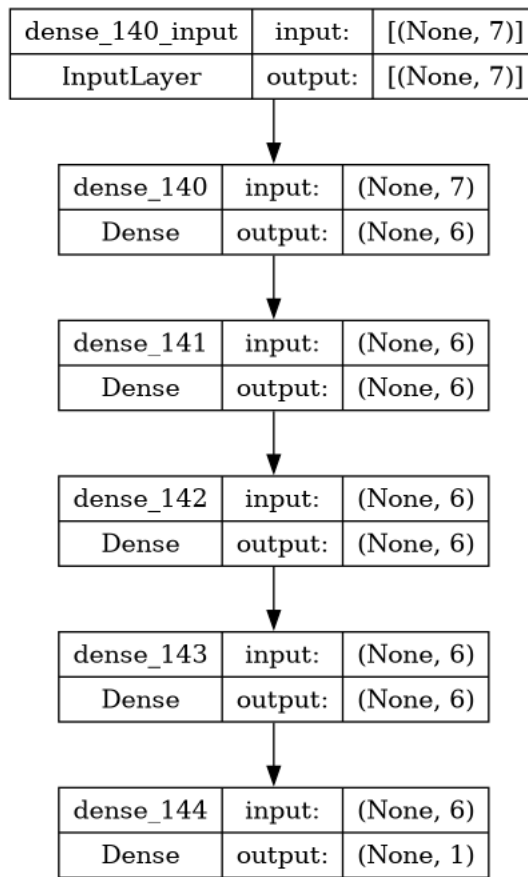 dense_140_input input: [(None, 7)]
InputLayer output: [(None, 7)]
dense_140 input: (None, 7)
Dense output: (None, 6)
dense_141 input: (None, 6)
Dense output: (None, 6)
dense_142 input: (None, 6)
Dense output: (None, 6)
dense_143 input: (None, 6)
Dense output: (None, 6)
dense_144 input: (None, 6)
Dense output: (None, 1)